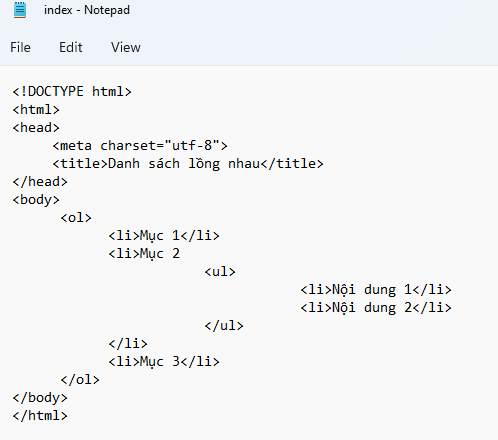 index - Notepad
File Edit View
<!DOCTYPE html>
<html>
<head>
<meta charset="utf-8">
<title>Danh sách lồng nhau</title>
</head>
<body>
<ol>
<li>Mục 1</li>
<li>Mục 2
<ul>
<li>Nội dung 1</li>
<li>Nội dung 2</li>
</ul>
</li>
<li>Mục 3</li>
</ol>
</body>
</html>